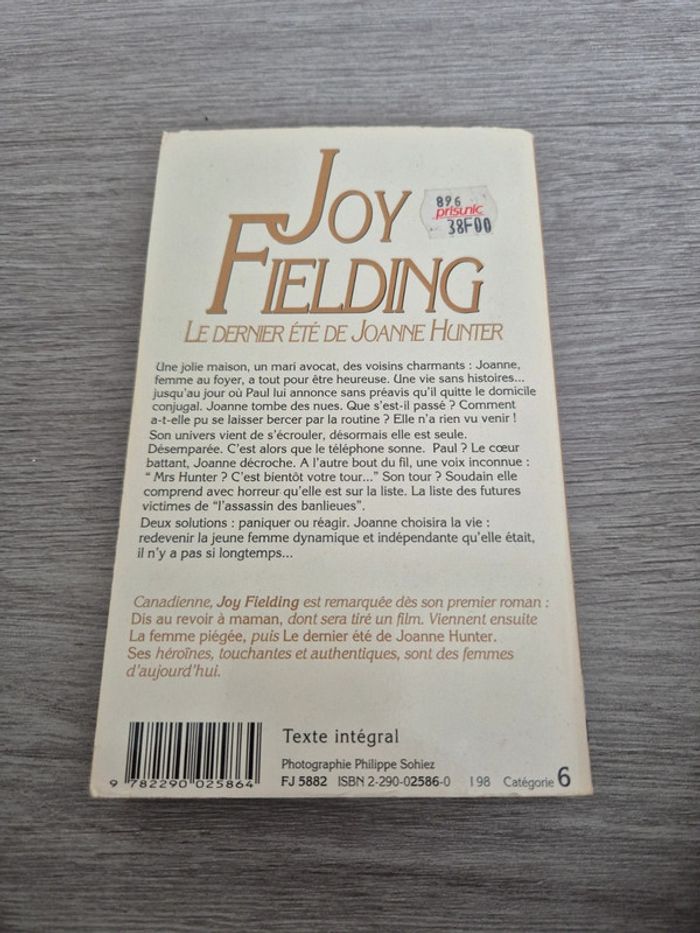 JOY
FIELDING
896
prisunic
38F00
LE DERNIER ÉTÉ DE JOANNE HUNTER
Une jolie maison, un mari avocat, des voisins charmants : Joanne,
femme au foyer, a tout pour être heureuse. Une vie sans histoires...
jusqu'au jour où Paul lui annonce sans préavis qu'il quitte le domicile
conjugal. Joanne tombe des nues. Que s'est-il passé ? Comment
a-t-elle pu se laisser bercer par la routine ? Elle n'a rien vu venir !
Son univers vient de s'écrouler, désormais elle est seule.
Désemparée. C'est alors que le téléphone sonne. Paul ? Le cœur
battant, Joanne décroche. A l'autre bout du fil, une voix inconnue :
“ Mrs Hunter ? C'est bientôt votre tour...” Son tour ? Soudain elle
comprend avec horreur qu'elle est sur la liste. La liste des futures
victimes de “l'assassin des banlieues”.
Deux solutions : paniquer ou réagir. Joanne choisira la vie :
redevenir la jeune femme dynamique et indépendante qu'elle était,
il n'y a pas si longtemps...
Canadienne, Joy Fielding est remarquée dès son premier roman :
Dis au revoir à maman, dont sera tiré un film. Viennent ensuite
La femme piégée, puis Le dernier été de Joanne Hunter.
Ses héroïnes, touchantes et authentiques, sont des femmes
d'aujourd'hui.
Texte intégral
Photographie Philippe Sohiez
FJ 5882 ISBN 2-290-02586-0 198 Catégorie 6
9 782290 025864